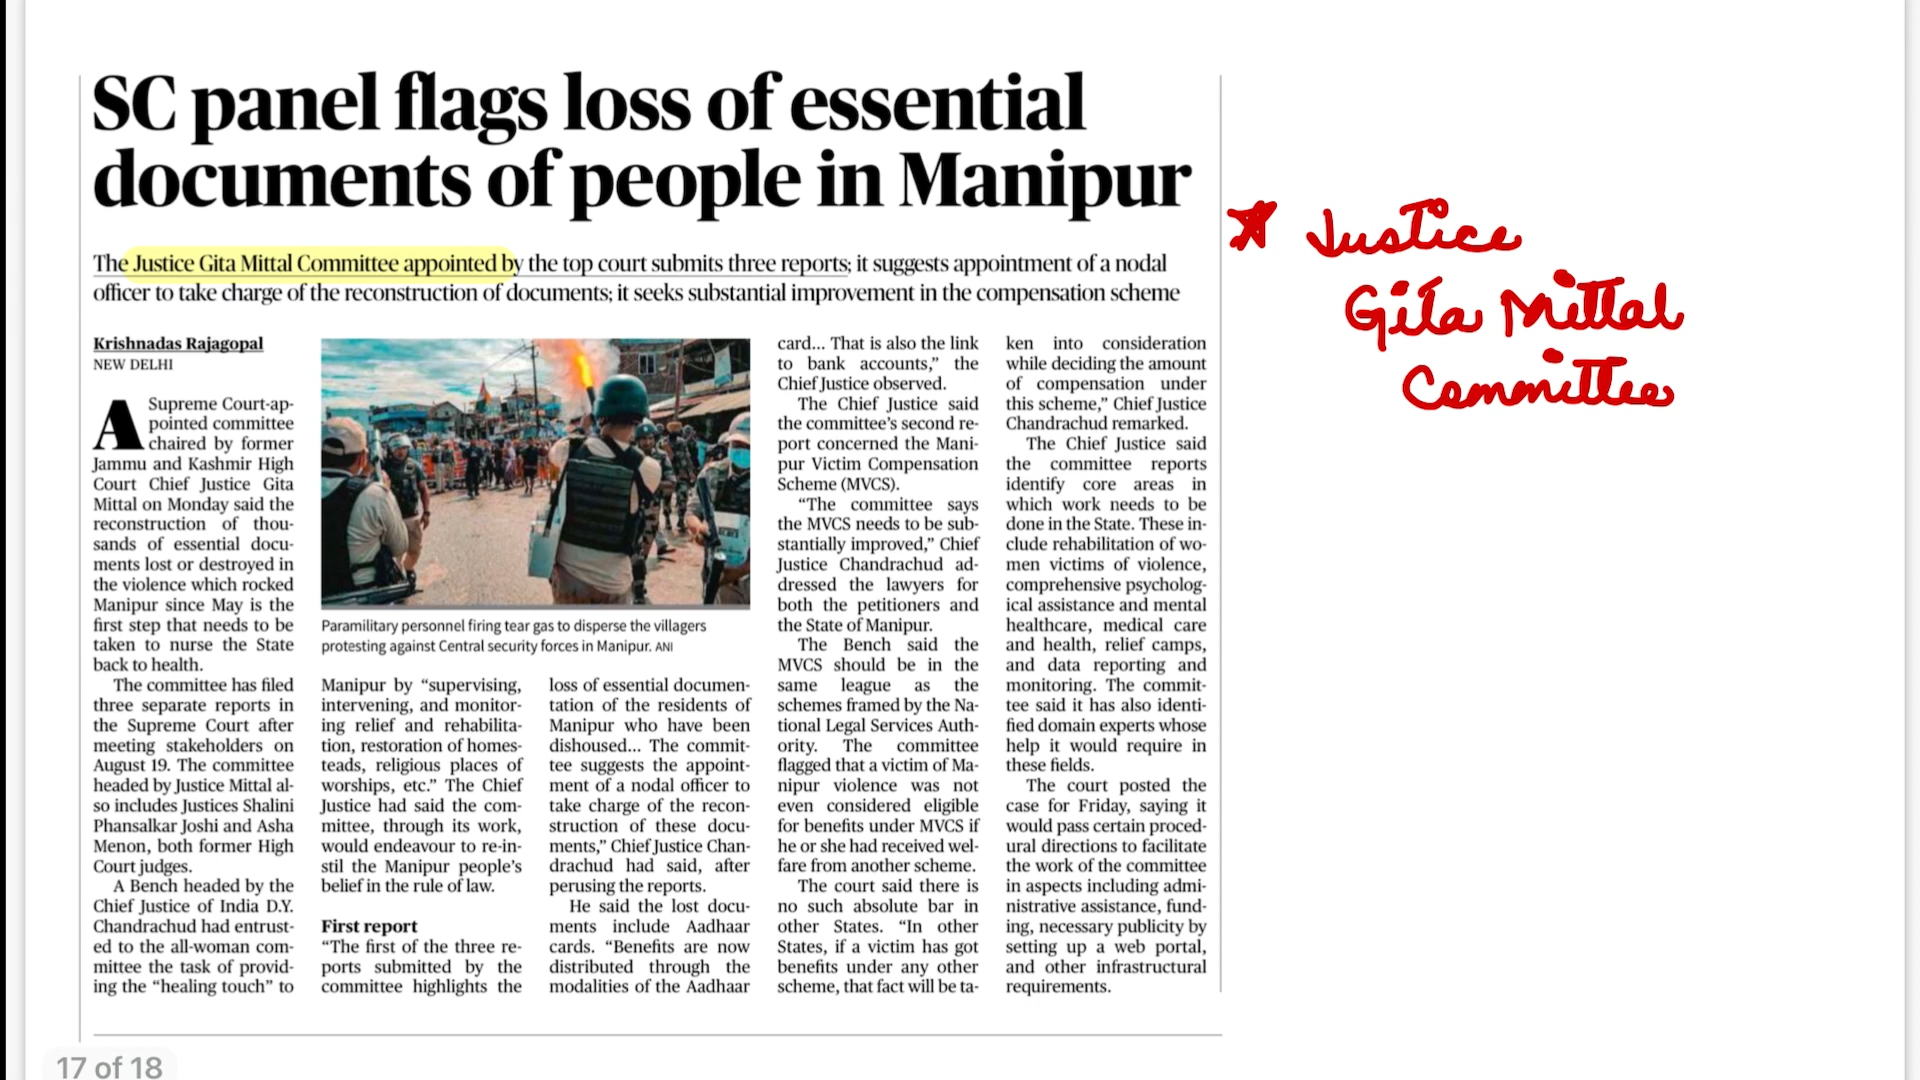 SC panel flags loss of essential
documents of people in Manipur
The Justice Gita Mittal Committee appointed by the top court submits three reports; it suggests appointment of a nodal
officer to take charge of the reconstruction of documents; it seeks substantial improvement in the compensation scheme
Krishnadas Rajagopal
NEW DELHI
A Supreme Court-ap-
pointed committee
chaired by former
Jammu and Kashmir High
Court Chief Justice Gita
Mittal on Monday said the
reconstruction of thou-
sands of essential docu-
ments lost or destroyed in
the violence which rocked
Manipur since May is the
first step that needs to be
taken to nurse the State
back to health.
The committee has filed
three separate reports in
the Supreme Court after
meeting stakeholders on
August 19. The committee
headed by Justice Mittal al-
so includes Justices Shalini
Phansalkar Joshi and Asha
Menon, both former High
Court judges.
A Bench headed by the
Chief Justice of India D.Y.
Chandrachud had entrust-
ed to the all-woman com-
mittee the task of provid-
ing the “healing touch” to
Paramilitary personnel firing tear gas to disperse the villagers
protesting against Central security forces in Manipur. ANI
Manipur by “supervising,
intervening, and monitor-
ing relief and rehabilita-
tion, restoration of homes-
teads, religious places of
worships, etc.” The Chief
Justice had said the com-
mittee, through its work,
would endeavour to re-in-
stil the Manipur people’s
belief in the rule of law.
First report
“The first of the three re-
ports submitted by the
committee highlights the
loss of essential documen-
tation of the residents of
Manipur who have been
dishoused... The commit-
tee suggests the appoint-
ment of a nodal officer to
take charge of the recon-
struction of these docu-
ments,” Chief Justice Chan-
drachud had said, after
perusing the reports.
He said the lost docu-
ments include Aadhaar
cards. “Benefits are now
distributed through the
modalities of the Aadhaar
card... That is also the link
to bank accounts,” the
Chief Justice observed.
The Chief Justice said
the committee’s second re-
port concerned the Mani-
pur Victim Compensation
Scheme (MVCS).
“The committee says
the MVCS needs to be sub-
stantially improved,” Chief
Justice Chandrachud ad-
dressed the lawyers for
both the petitioners and
the State of Manipur.
The Bench said the
MVCS should be in the
same league as the
schemes framed by the Na-
tional Legal Services Auth-
ority. The committee
flagged that a victim of Ma-
nipur violence was not
even considered eligible
for benefits under MVCS if
he or she had received wel-
fare from another scheme.
The court said there is
no such absolute bar in
other States. “In other
States, if a victim has got
benefits under any other
scheme, that fact will be ta-
ken into consideration
while deciding the amount
of compensation under
this scheme,” Chief Justice
Chandrachud remarked.
The Chief Justice said
the committee reports
identify core areas in
which work needs to be
done in the State. These in-
clude rehabilitation of wo-
men victims of violence,
comprehensive psycholog-
ical assistance and mental
healthcare, medical care
and health, relief camps,
and data reporting and
monitoring. The commit-
tee said it has also identi-
fied domain experts whose
help it would require in
these fields.
The court posted the
case for Friday, saying it
would pass certain proced-
ural directions to facilitate
the work of the committee
in aspects including admi-
nistrative assistance, fund-
ing, necessary publicity by
setting up a web portal,
and other infrastructural
requirements.
Justice
Gita Mittal
Committee
17 of 18